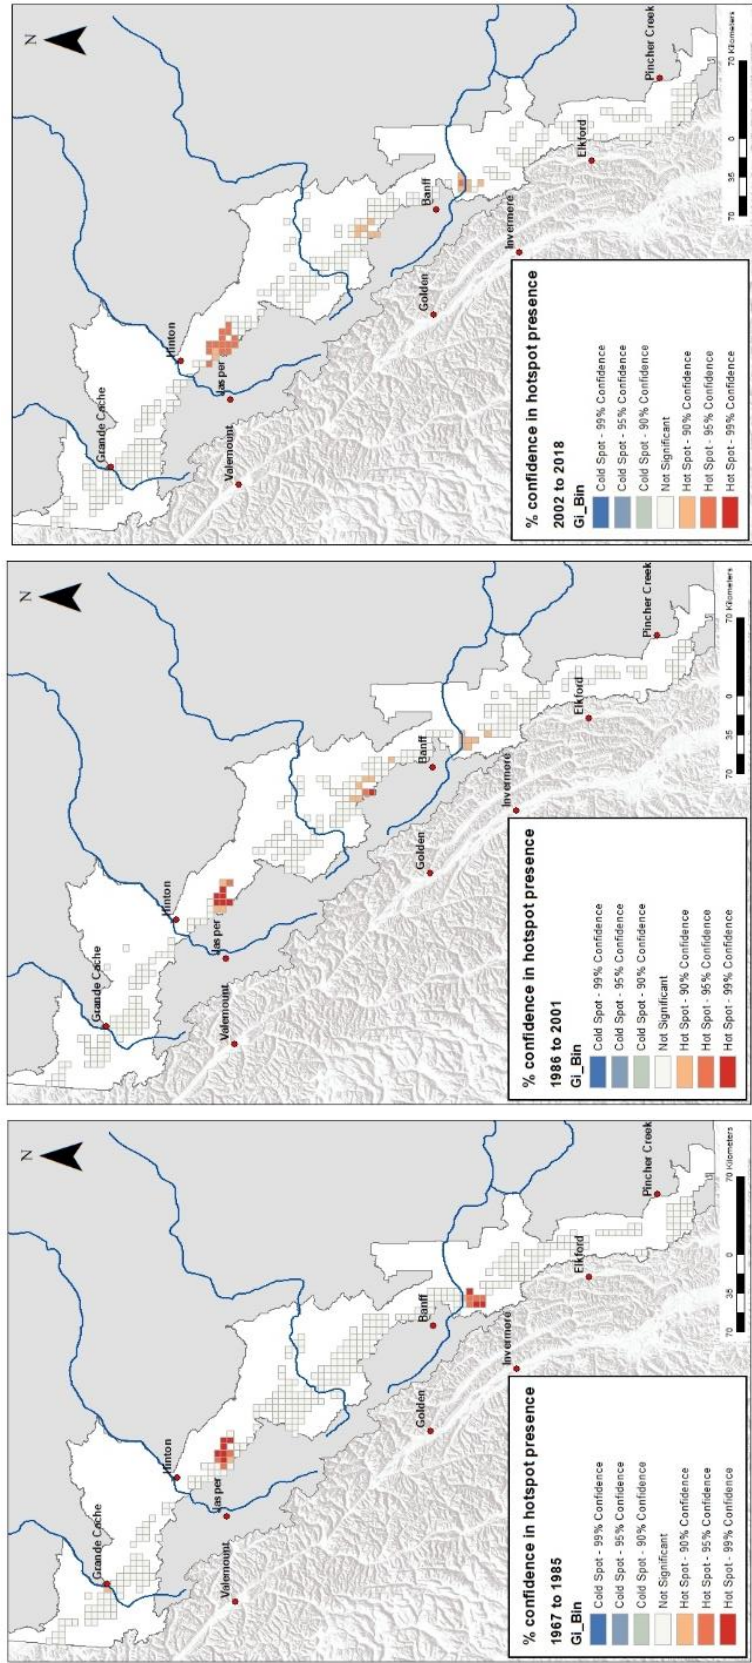 N
Grande Cache
Hinton
Jasper
Valemount
Banff
Golden
Invermere
Elkford
Pincher Creek
% confidence in hotspot presence
1967 to 1985
Gi_Bin
Cold Spot - 99% Confidence
Cold Spot - 95% Confidence
Cold Spot - 90% Confidence
Not Significant
Hot Spot - 90% Confidence
Hot Spot - 95% Confidence
Hot Spot - 99% Confidence
70 35 0 70 Kilometers
N
Grande Cache
Hinton
Jasper
Valemount
Banff
Golden
Invermere
Elkford
Pincher Creek
% confidence in hotspot presence
1986 to 2001
Gi_Bin
Cold Spot - 99% Confidence
Cold Spot - 95% Confidence
Cold Spot - 90% Confidence
Not Significant
Hot Spot - 90% Confidence
Hot Spot - 95% Confidence
Hot Spot - 99% Confidence
70 35 0 70 Kilometers
N
Grande Cache
Hinton
Jasper
Valemount
Banff
Golden
Invermere
Elkford
Pincher Creek
% confidence in hotspot presence
2002 to 2018
Gi_Bin
Cold Spot - 99% Confidence
Cold Spot - 95% Confidence
Cold Spot - 90% Confidence
Not Significant
Hot Spot - 90% Confidence
Hot Spot - 95% Confidence
Hot Spot - 99% Confidence
70 35 0 70 Kilometers